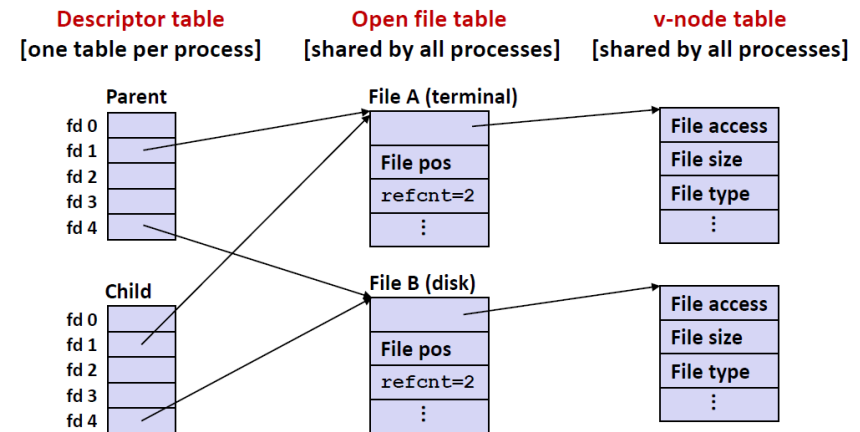 Descriptor table
[one table per process]
Open file table
[shared by all processes]
v-node table
[shared by all processes]
Parent
fd 0
fd 1
fd 2
fd 3
fd 4
File A (terminal)
File pos
refcnt=2
⋮
File access
File size
File type
⋮
Child
fd 0
fd 1
fd 2
fd 3
fd 4
File B (disk)
File pos
refcnt=2
⋮
File access
File size
File type
⋮